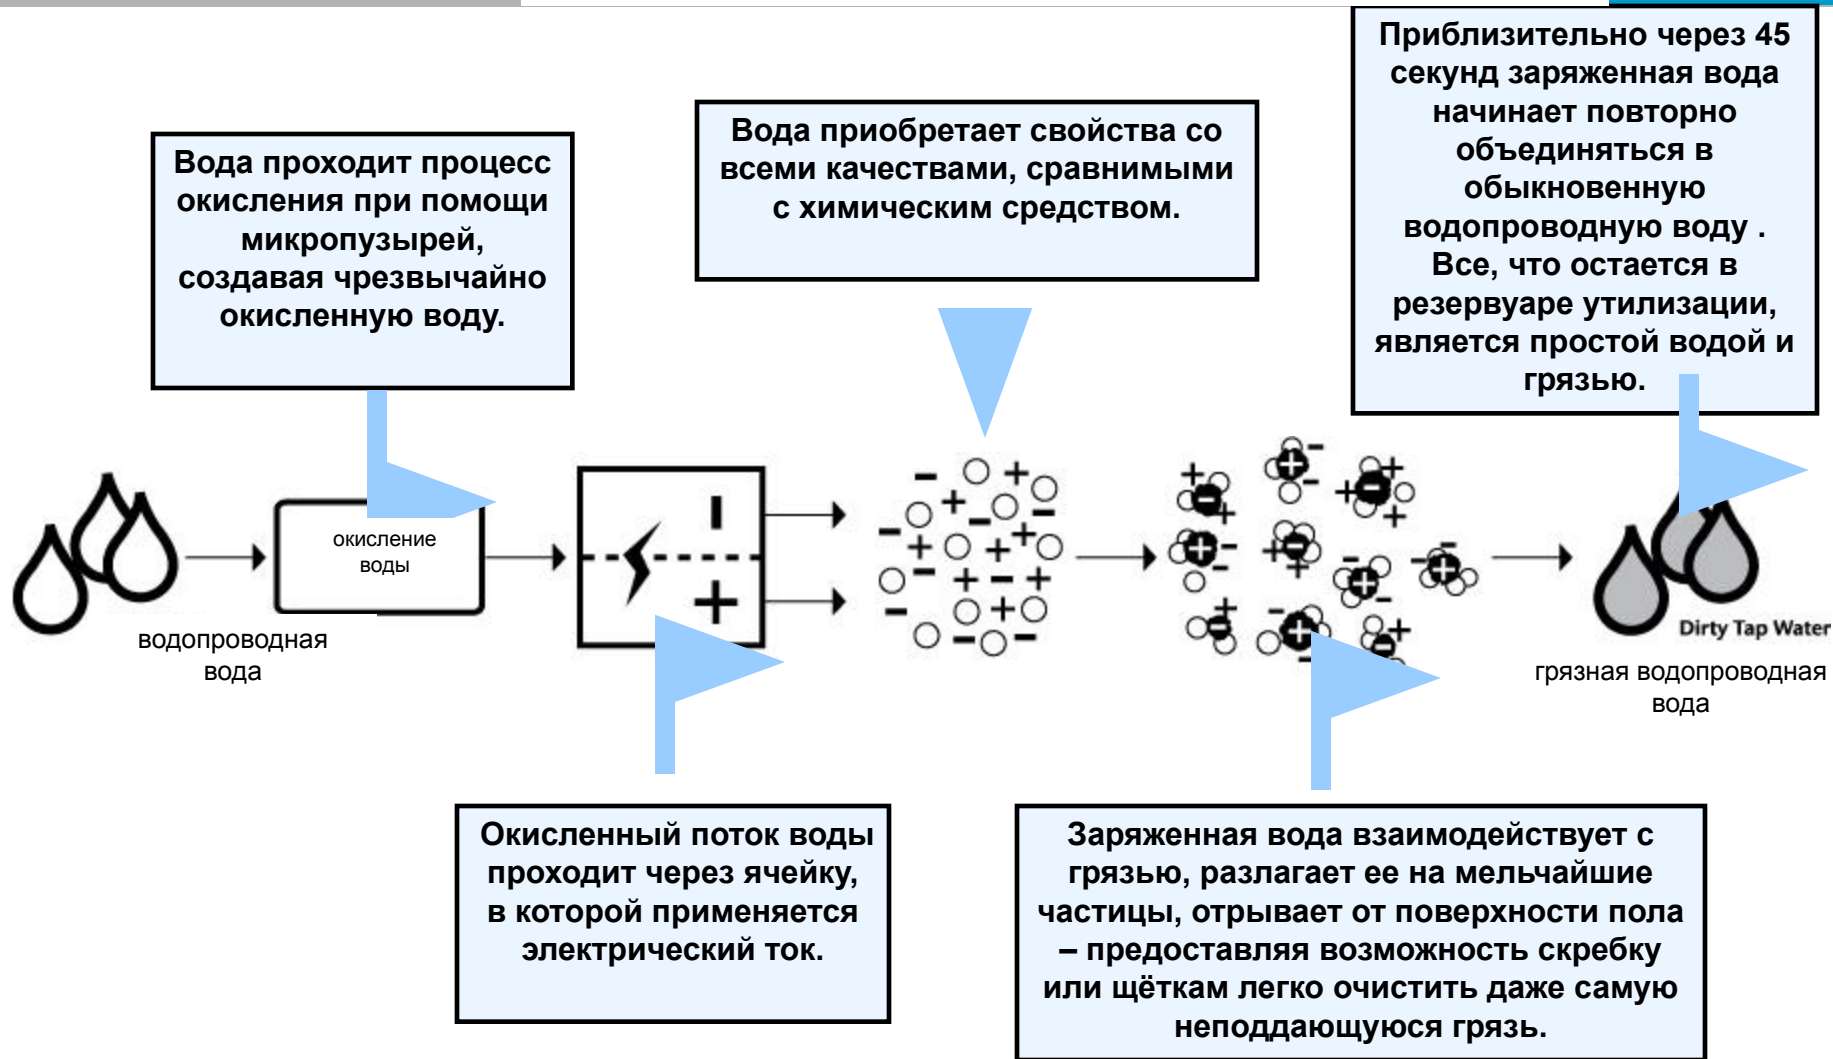 Приблизительно через 45
секунд заряженная вода
начинает повторно
объединяться в
обыкновенную
водопроводную воду .
Все, что остается в
резервуаре утилизации,
является простой водой и
грязью.
Вода приобретает свойства со
всеми качествами, сравнимыми
с химическим средством.
Вода проходит процесс
окисления при помощи
микропузырей,
создавая чрезвычайно
окисленную воду.
окисление
воды
водопроводная
вода
Dirty Tap Water
грязная водопроводная
вода
Окисленный поток воды
проходит через ячейку,
в которой применяется
электрический ток.
Заряженная вода взаимодействует с
грязью, разлагает ее на мельчайшие
частицы, отрывает от поверхности пола
– предоставляя возможность скребку
или щёткам легко очистить даже самую
неподдающуюся грязь.